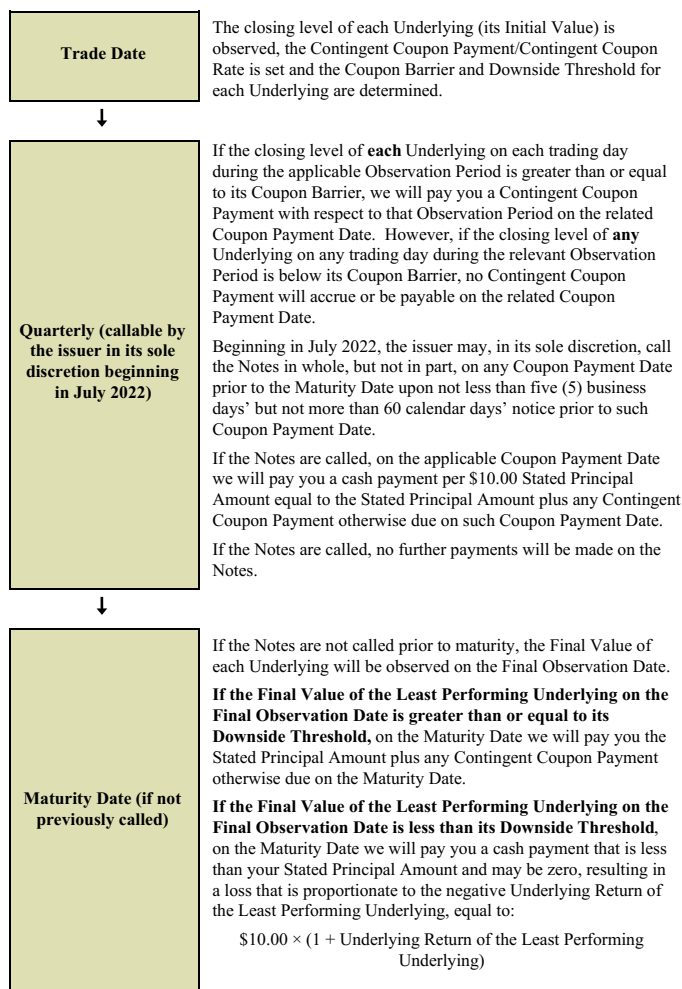 Trade Date
The closing level of each Underlying (its Initial Value) is
observed, the Contingent Coupon Payment/Contingent Coupon
Rate is set and the Coupon Barrier and Downside Threshold for
each Underlying are determined.
Quarterly (callable by
the issuer in its sole
discretion beginning
in July 2022)
If the closing level of each Underlying on each trading day
during the applicable Observation Period is greater than or equal
to its Coupon Barrier, we will pay you a Contingent Coupon
Payment with respect to that Observation Period on the related
Coupon Payment Date. However, if the closing level of any
Underlying on any trading day during the relevant Observation
Period is below its Coupon Barrier, no Contingent Coupon
Payment will accrue or be payable on the related Coupon
Payment Date.
Beginning in July 2022, the issuer may, in its sole discretion, call
the Notes in whole, but not in part, on any Coupon Payment Date
prior to the Maturity Date upon not less than five (5) business
days’ but not more than 60 calendar days’ notice prior to such
Coupon Payment Date.
If the Notes are called, on the applicable Coupon Payment Date
we will pay you a cash payment per $10.00 Stated Principal
Amount equal to the Stated Principal Amount plus any Contingent
Coupon Payment otherwise due on such Coupon Payment Date.
If the Notes are called, no further payments will be made on the
Notes.
Maturity Date (if not
previously called)
If the Notes are not called prior to maturity, the Final Value of
each Underlying will be observed on the Final Observation Date.
If the Final Value of the Least Performing Underlying on the
Final Observation Date is greater than or equal to its
Downside Threshold, on the Maturity Date we will pay you the
Stated Principal Amount plus any Contingent Coupon Payment
otherwise due on the Maturity Date.
If the Final Value of the Least Performing Underlying on the
Final Observation Date is less than its Downside Threshold,
on the Maturity Date we will pay you a cash payment that is less
than your Stated Principal Amount and may be zero, resulting in
a loss that is proportionate to the negative Underlying Return of
the Least Performing Underlying, equal to:
$10.00 × (1 + Underlying Return of the Least Performing
Underlying)